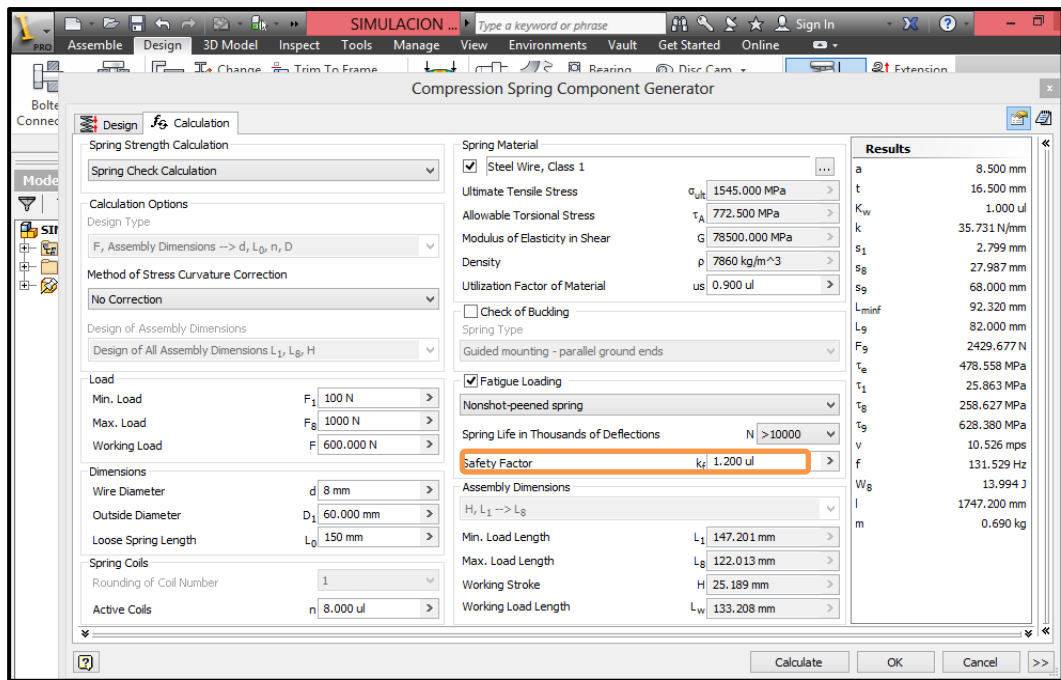 PRO
SIMULACION ...
Type a keyword or phrase
Sign In
Assemble Design 3D Model Inspect Tools Manage View Environments Vault Get Started Online
Change Trim To Frame Bearing Disc Cam Extension
Bolte
Connec
Mode
SI
Compression Spring Component Generator
Design fG Calculation
Spring Strength Calculation
Spring Check Calculation
Calculation Options
Design Type
F, Assembly Dimensions --> d, L0, n, D
Method of Stress Curvature Correction
No Correction
Design of Assembly Dimensions
Design of All Assembly Dimensions L1, L8, H
Load
Min. Load F1 100 N >
Max. Load F8 1000 N >
Working Load F 600.000 N >
Dimensions
Wire Diameter d 8 mm >
Outside Diameter D1 60.000 mm >
Loose Spring Length L0 150 mm >
Spring Coils
Rounding of Coil Number 1
Active Coils n 8.000 ul >
Spring Material
Steel Wire, Class 1 ...
Ultimate Tensile Stress σult 1545.000 MPa >
Allowable Torsional Stress τA 772.500 MPa >
Modulus of Elasticity in Shear G 78500.000 MPa >
Density ρ 7860 kg/m^3 >
Utilization Factor of Material us 0.900 ul >
Check of Buckling
Spring Type
Guided mounting - parallel ground ends
Fatigue Loading
Nonshot-peened spring
Spring Life in Thousands of Deflections N >10000
Safety Factor kf 1.200 ul >
Assembly Dimensions
H, L1 --> L8
Min. Load Length L1 147.201 mm >
Max. Load Length L8 122.013 mm >
Working Stroke H 25.189 mm >
Working Load Length Lw 133.208 mm >
Results
a 8.500 mm
t 16.500 mm
Kw 1.000 ul
k 35.731 N/mm
s1 2.799 mm
s8 27.987 mm
s9 68.000 mm
Lminf 92.320 mm
L9 82.000 mm
F9 2429.677 N
τe 478.558 MPa
τ1 25.863 MPa
τ8 258.627 MPa
τ9 628.380 MPa
v 10.526 mps
f 131.529 Hz
W8 13.994 J
l 1747.200 mm
m 0.690 kg
Calculate OK Cancel >>